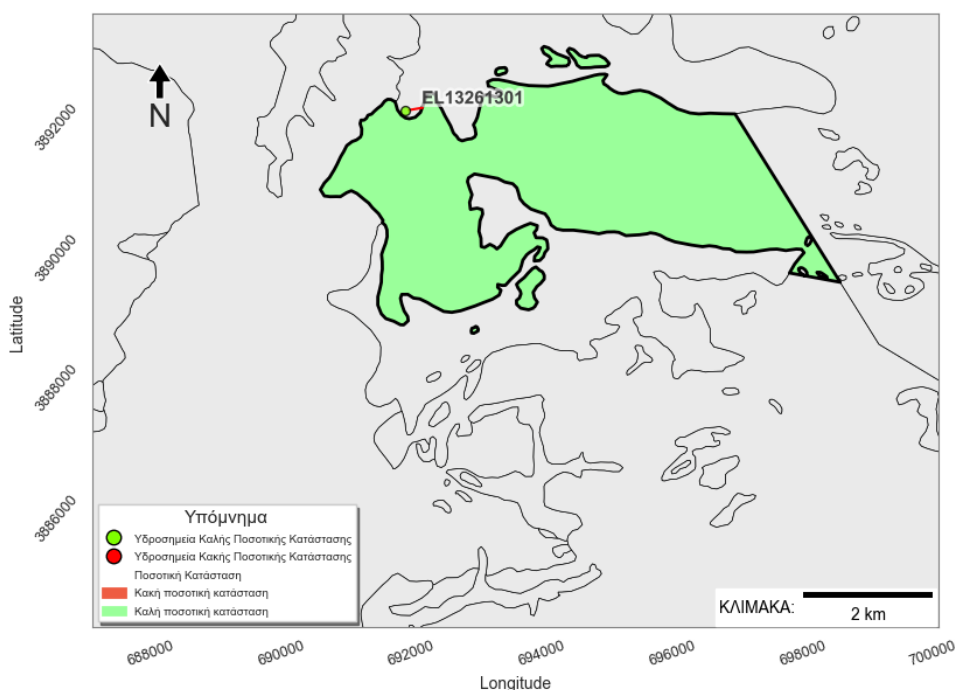 EL13261301
N
3892000
3890000
3888000
3886000
Latitude
Υπόμνημα
Υδροσημεία Καλής Ποσοτικής Κατάστασης
Υδροσημεία Κακής Ποσοτικής Κατάστασης
Ποσοτική Κατάσταση
Κακή ποσοτική κατάσταση
Καλή ποσοτική κατάσταση
ΚΛΙΜΑΚΑ:
2 km
688000
690000
692000
694000
696000
698000
700000
Longitude